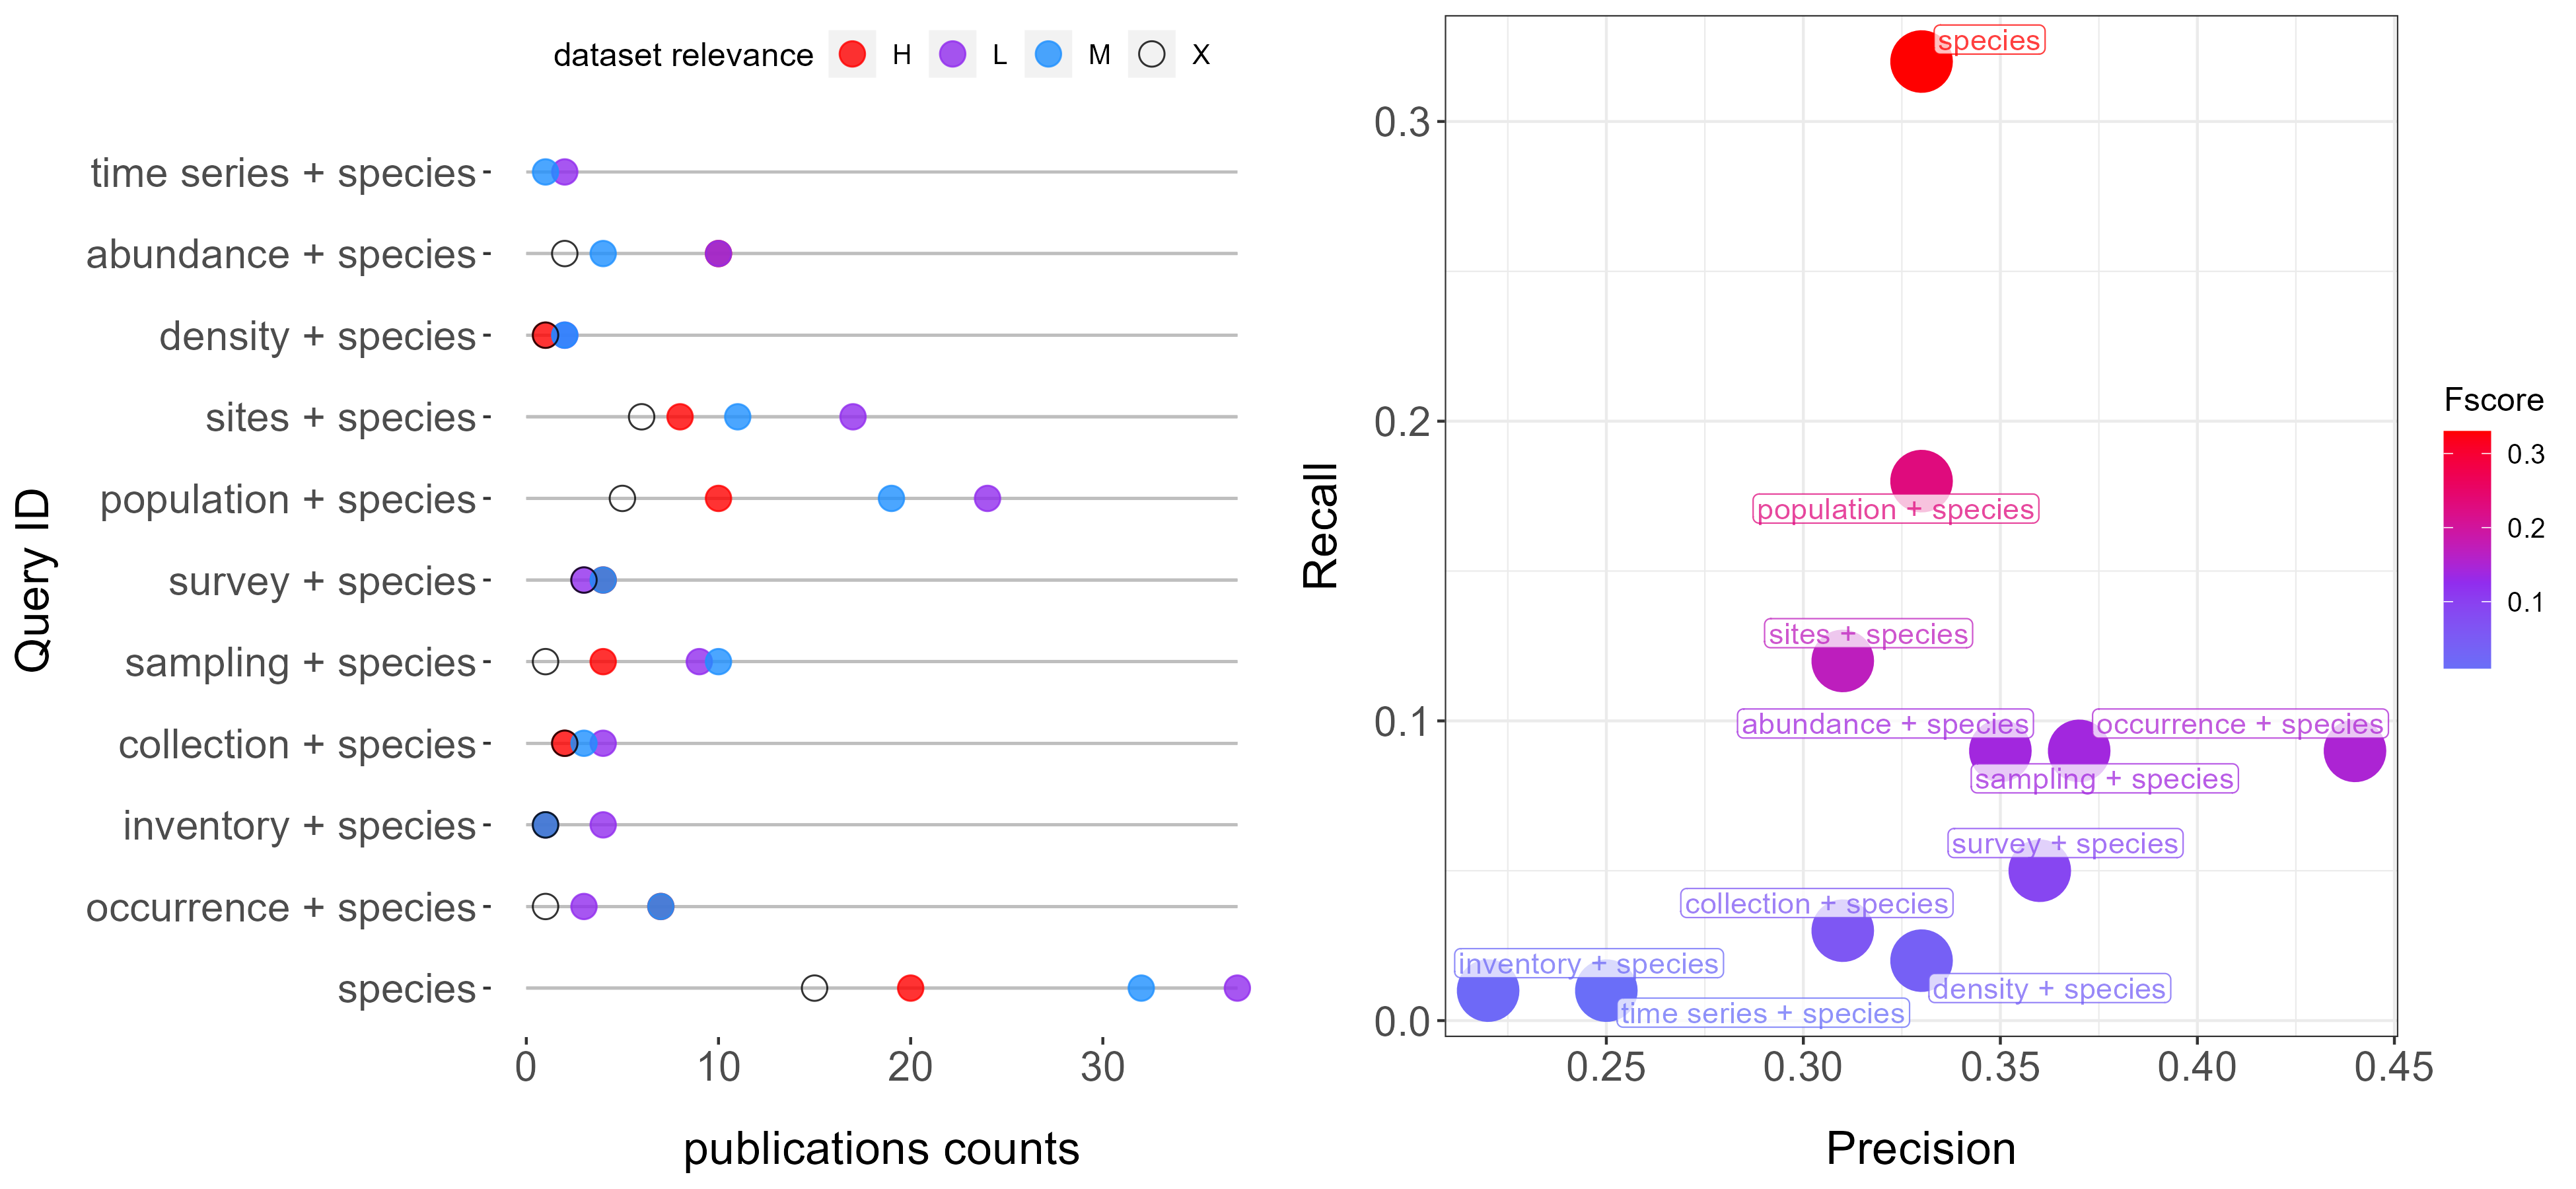 dataset relevance H L M X
Query ID
time series + species
abundance + species
density + species
sites + species
population + species
survey + species
sampling + species
collection + species
inventory + species
occurrence + species
species
0 10 20 30
publications counts
Recall
0.3
0.2
0.1
0.0
species
population + species
sites + species
abundance + species
occurrence + species
sampling + species
survey + species
collection + species
inventory + species
density + species
time series + species
0.25 0.30 0.35 0.40 0.45
Precision
Fscore
0.3
0.2
0.1